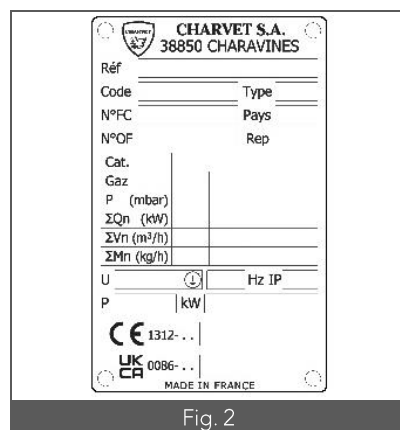 CHARVET
CHARVET S.A.
38850 CHARAVINES
Réf
Code Type
N°FC Pays
N°OF Rep
Cat.
Gaz
P (mbar)
ΣQn (kW)
ΣVn (m³/h)
ΣMn (kg/h)
U Hz IP
P kW
CE 1312-..
UK
CA 0086-..
MADE IN FRANCE
Fig. 2